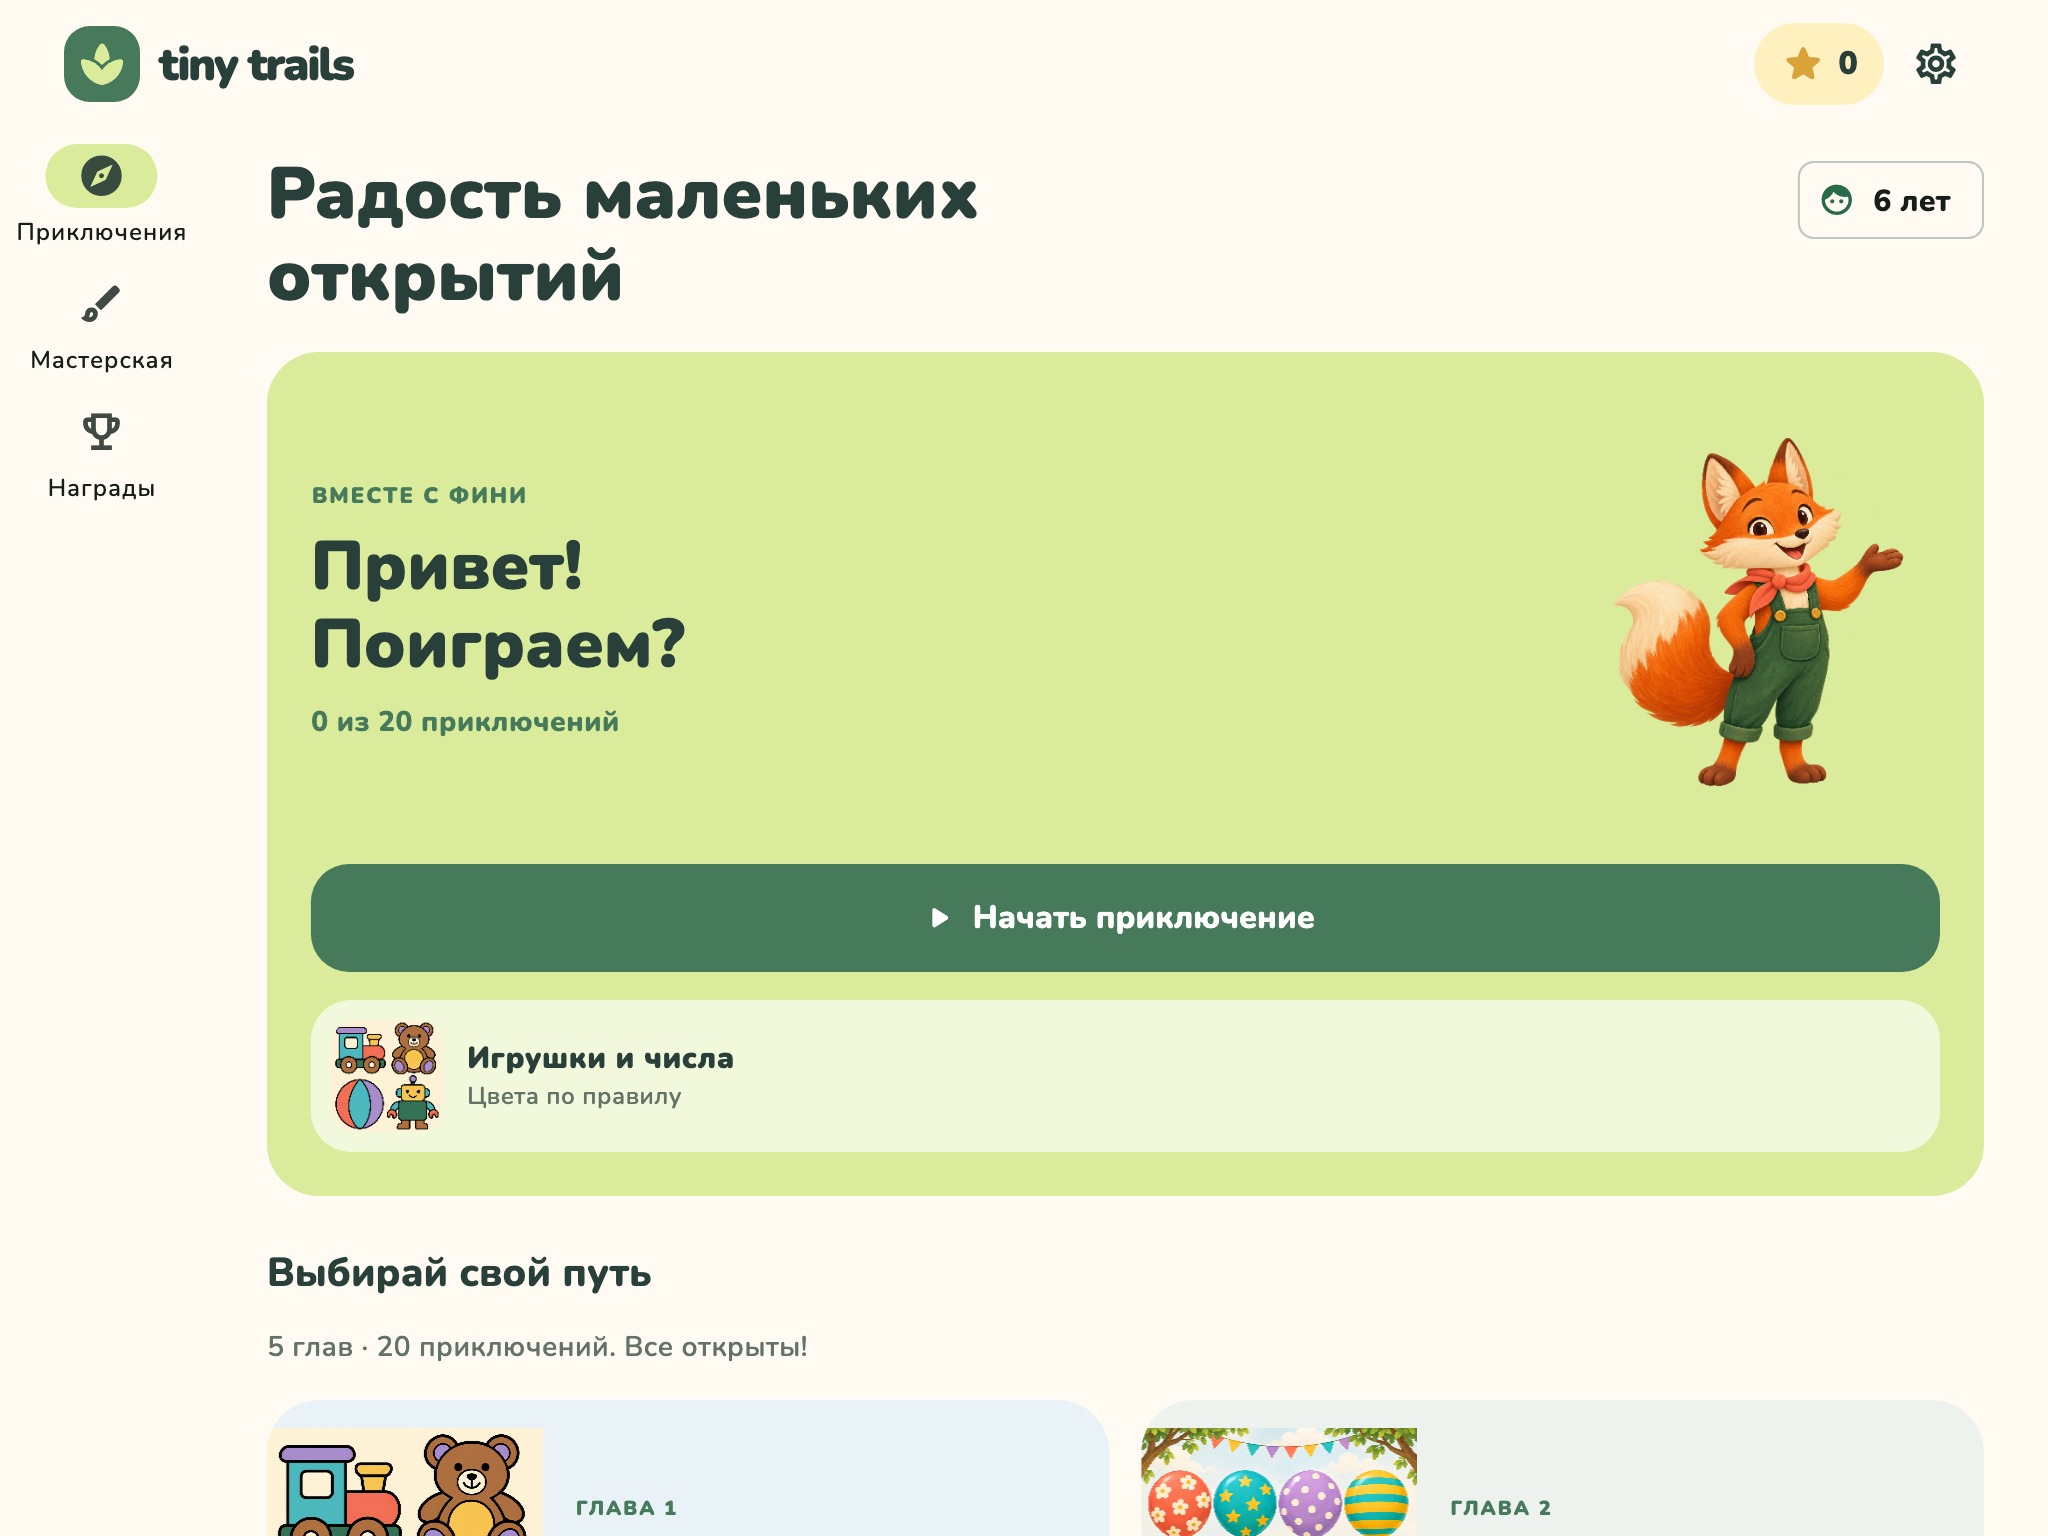 tiny trails
0
Приключения
Мастерская
Награды
Радость маленьких
открытий
6 лет
ВМЕСТЕ С ФИНИ
Привет!
Поиграем?
0 из 20 приключений
Начать приключение
Игрушки и числа
Цвета по правилу
Выбирай свой путь
5 глав · 20 приключений. Все открыты!
ГЛАВА 1
ГЛАВА 2